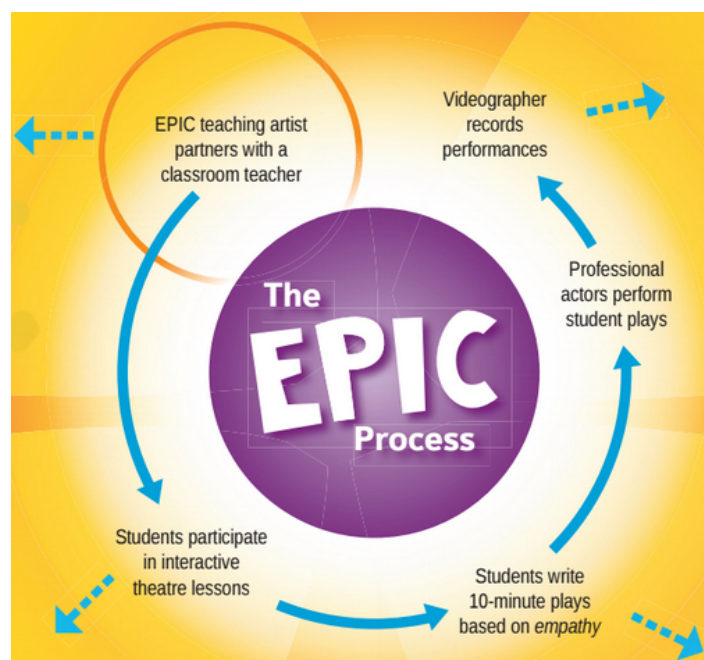 EPIC teaching artist
partners with a
classroom teacher
Videographer
records
performances
Professional
actors perform
student plays
The
EPIC
Process
Students participate
in interactive
theatre lessons
Students write
10-minute plays
based on empathy